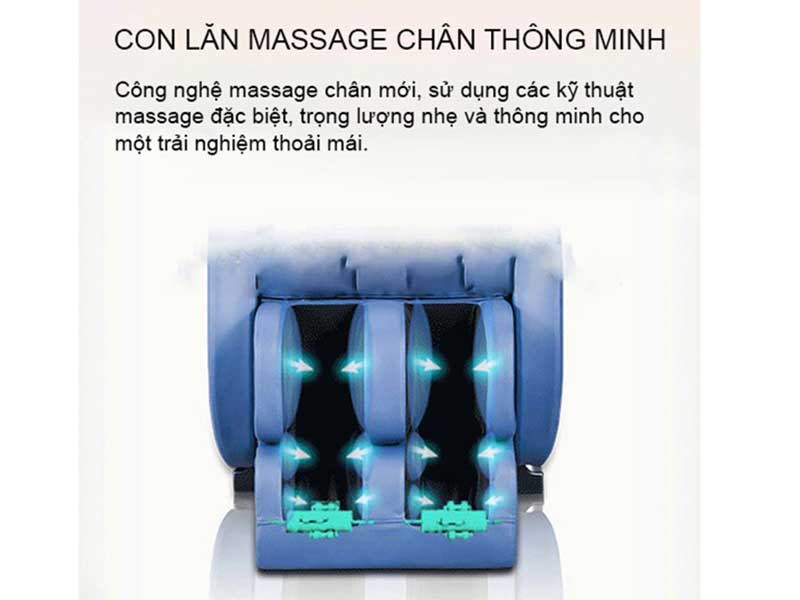 CON LĂN MASSAGE CHÂN THÔNG MINH
Công nghệ massage chân mới, sử dụng các kỹ thuật
massage đặc biệt, trọng lượng nhẹ và thông minh cho
một trải nghiệm thoải mái.